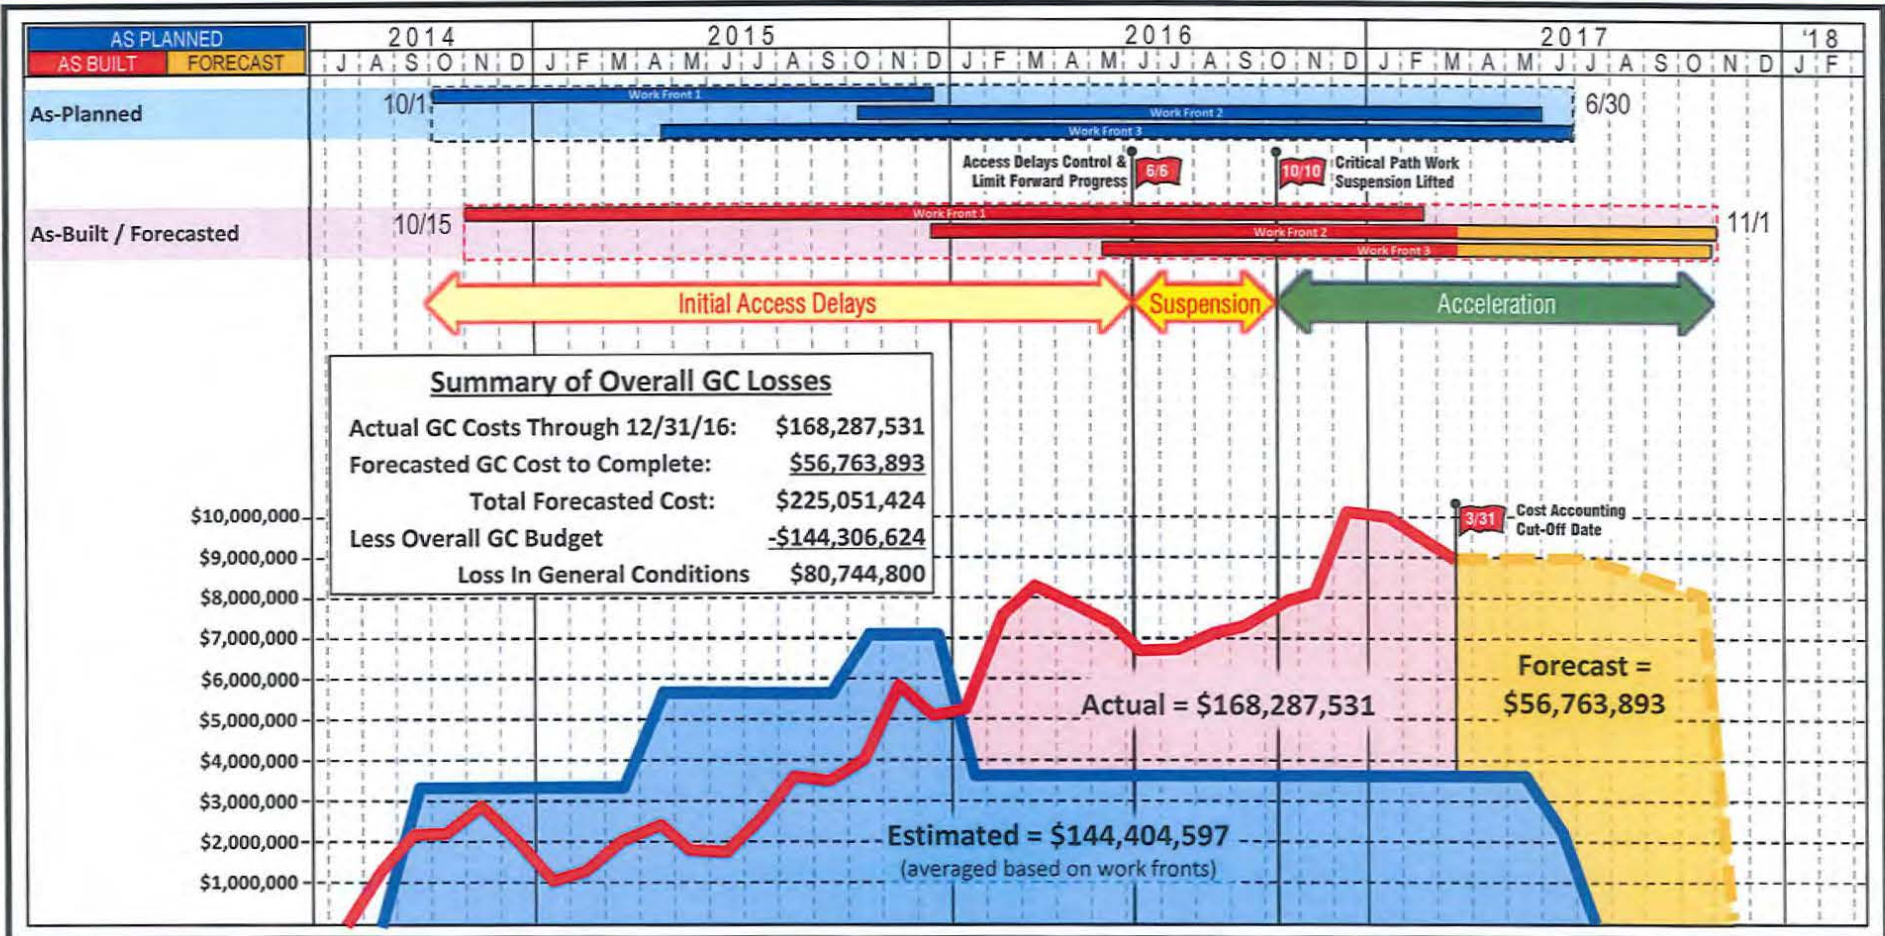 AS PLANNED
AS BUILT FORECAST
2014 2015 2016 2017 '18
J A S O N D J F M A M J J A S O N D J F M A M J J A S O N D J F M A M J J A S O N D J F
As-Planned
10/1
Work Front 1
Work Front 2
Work Front 3
6/30
Access Delays Control &
Limit Forward Progress
6/6
10/10
Critical Path Work
Suspension Lifted
As-Built / Forecasted
10/15
Work Front 1
Work Front 2
Work Front 3
11/1
Initial Access Delays
Suspension
Acceleration
Summary of Overall GC Losses
Actual GC Costs Through 12/31/16: $168,287,531
Forecasted GC Cost to Complete: $56,763,893
Total Forecasted Cost: $225,051,424
Less Overall GC Budget -$144,306,624
Loss In General Conditions $80,744,800
$10,000,000
$9,000,000
$8,000,000
$7,000,000
$6,000,000
$5,000,000
$4,000,000
$3,000,000
$2,000,000
$1,000,000
3/31
Cost Accounting
Cut-Off Date
Actual = $168,287,531
Forecast =
$56,763,893
Estimated = $144,404,597
(averaged based on work fronts)